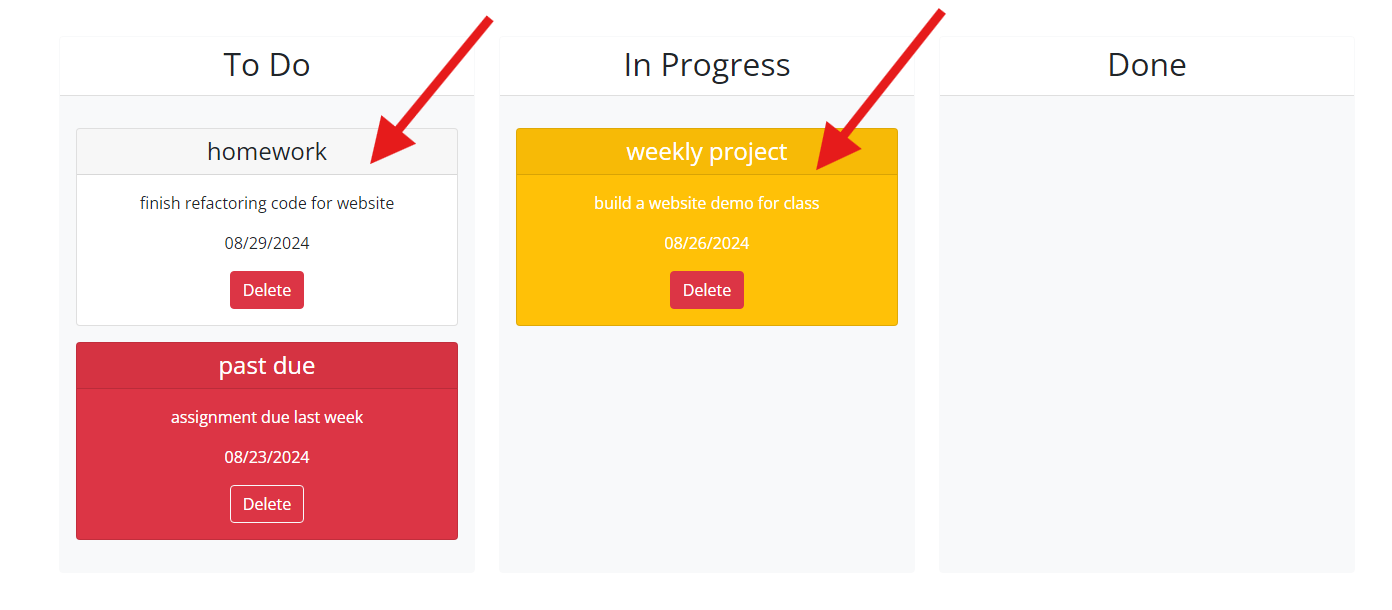 To Do
homework
finish refactoring code for website
08/29/2024
Delete
past due
assignment due last week
08/23/2024
Delete
In Progress
weekly project
build a website demo for class
08/26/2024
Delete
Done